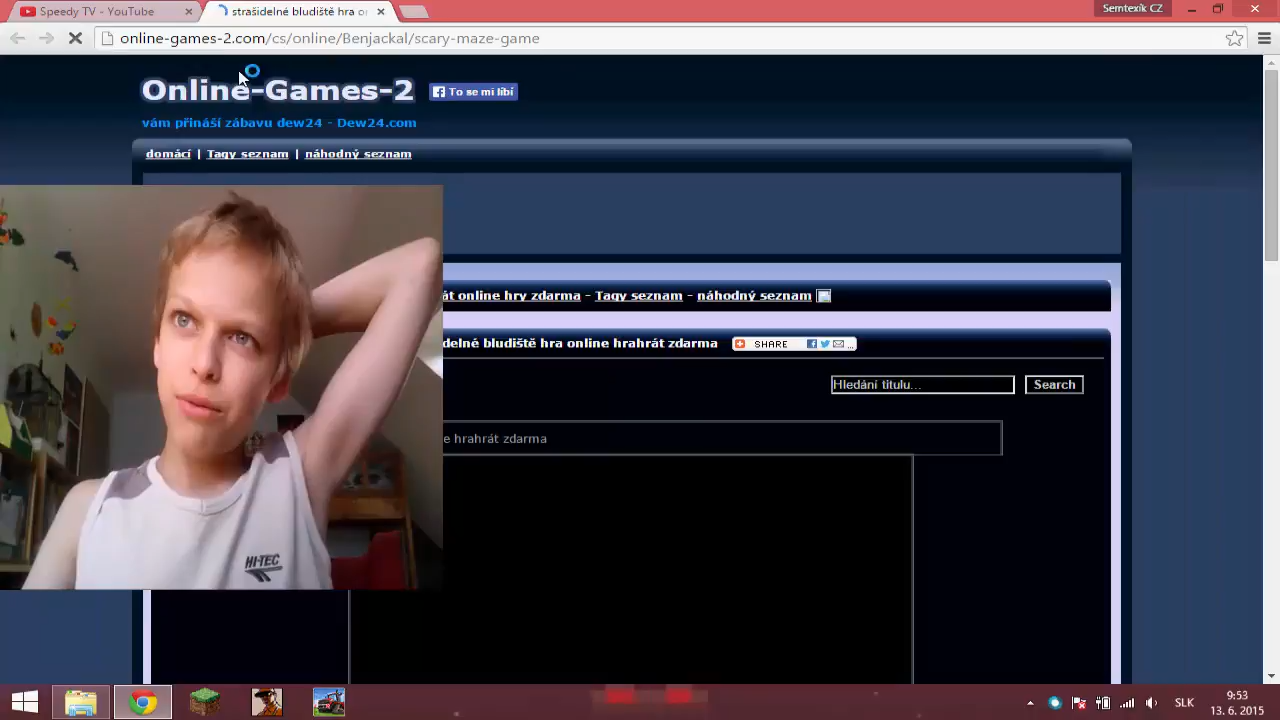 Speedy TV - YouTube
strašidelné bludiště hra o
Semtexík CZ
online-games-2.com/cs/online/Benjackal/scary-maze-game
Online-Games-2
To se mi líbí
vám přináší zábavu dew24 - Dew24.com
domácí | Tagy seznam | náhodný seznam
át online hry zdarma - Tagy seznam - náhodný seznam
delné bludiště hra online hrahrát zdarma
SHARE ...
Hledání titulu...
Search
e hrahrát zdarma
HI-TEC
SLK
9:53
13. 6. 2015